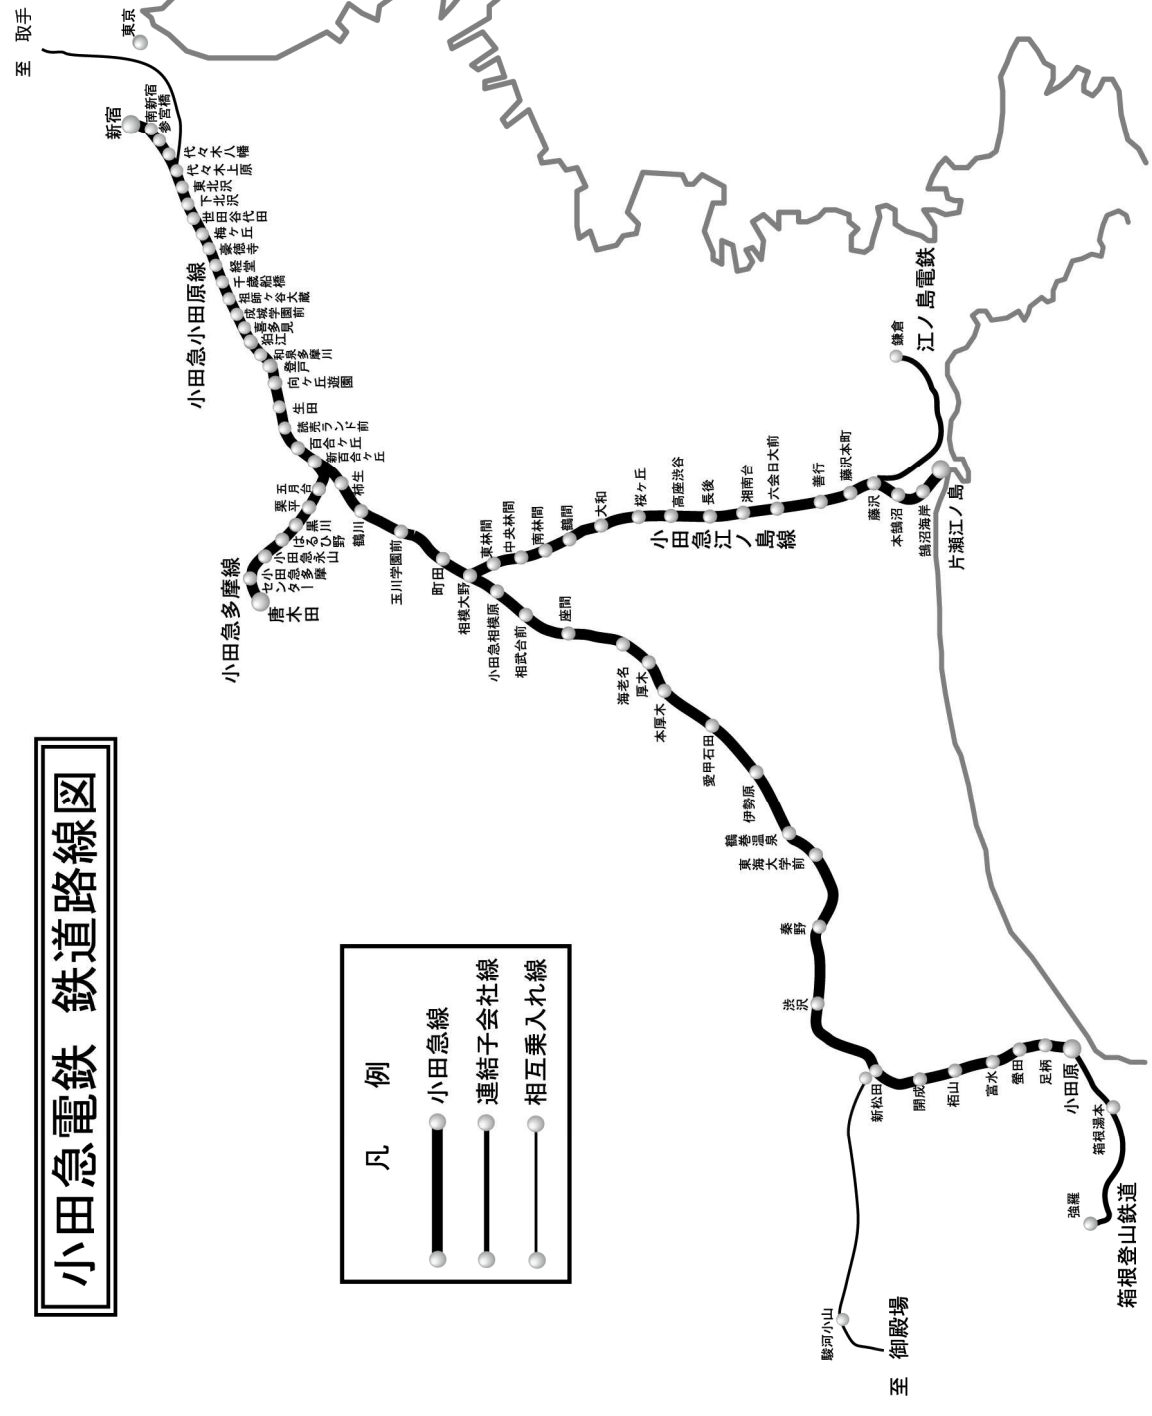 小田急電鉄 鉄道路線図
凡 例
小田急線
連結子会社線
相互乗入れ線
至 取手
東京
新宿
南新宿
参宮橋
代々木八幡
代々木上原
東北沢
下北沢
世田谷代田
梅ヶ丘
豪徳寺
経堂
千歳船橋
祖師ヶ谷大蔵
成城学園前
喜多見
狛江
和泉多摩川
登戸
向ヶ丘遊園
生田
読売ランド前
百合ヶ丘
新百合ヶ丘
小田急小田原線
五月台
栗平
黒川
はるひ野
小田急永山
小田急多摩センター
唐木田
小田急多摩線
柿生
鶴川
玉川学園前
町田
相模大野
小田急相模原
相武台前
座間
海老名
厚木
本厚木
愛甲石田
伊勢原
鶴巻温泉
東海大学前
秦野
渋沢
新松田
開成
栢山
富水
螢田
足柄
小田原
東林間
中央林間
南林間
鶴間
大和
桜ヶ丘
高座渋谷
長後
湘南台
六会日大前
善行
藤沢本町
藤沢
本鵠沼
鵠沼海岸
片瀬江ノ島
小田急江ノ島線
鎌倉
江ノ島電鉄
箱根湯本
強羅
箱根登山鉄道
駿河小山
至 御殿場